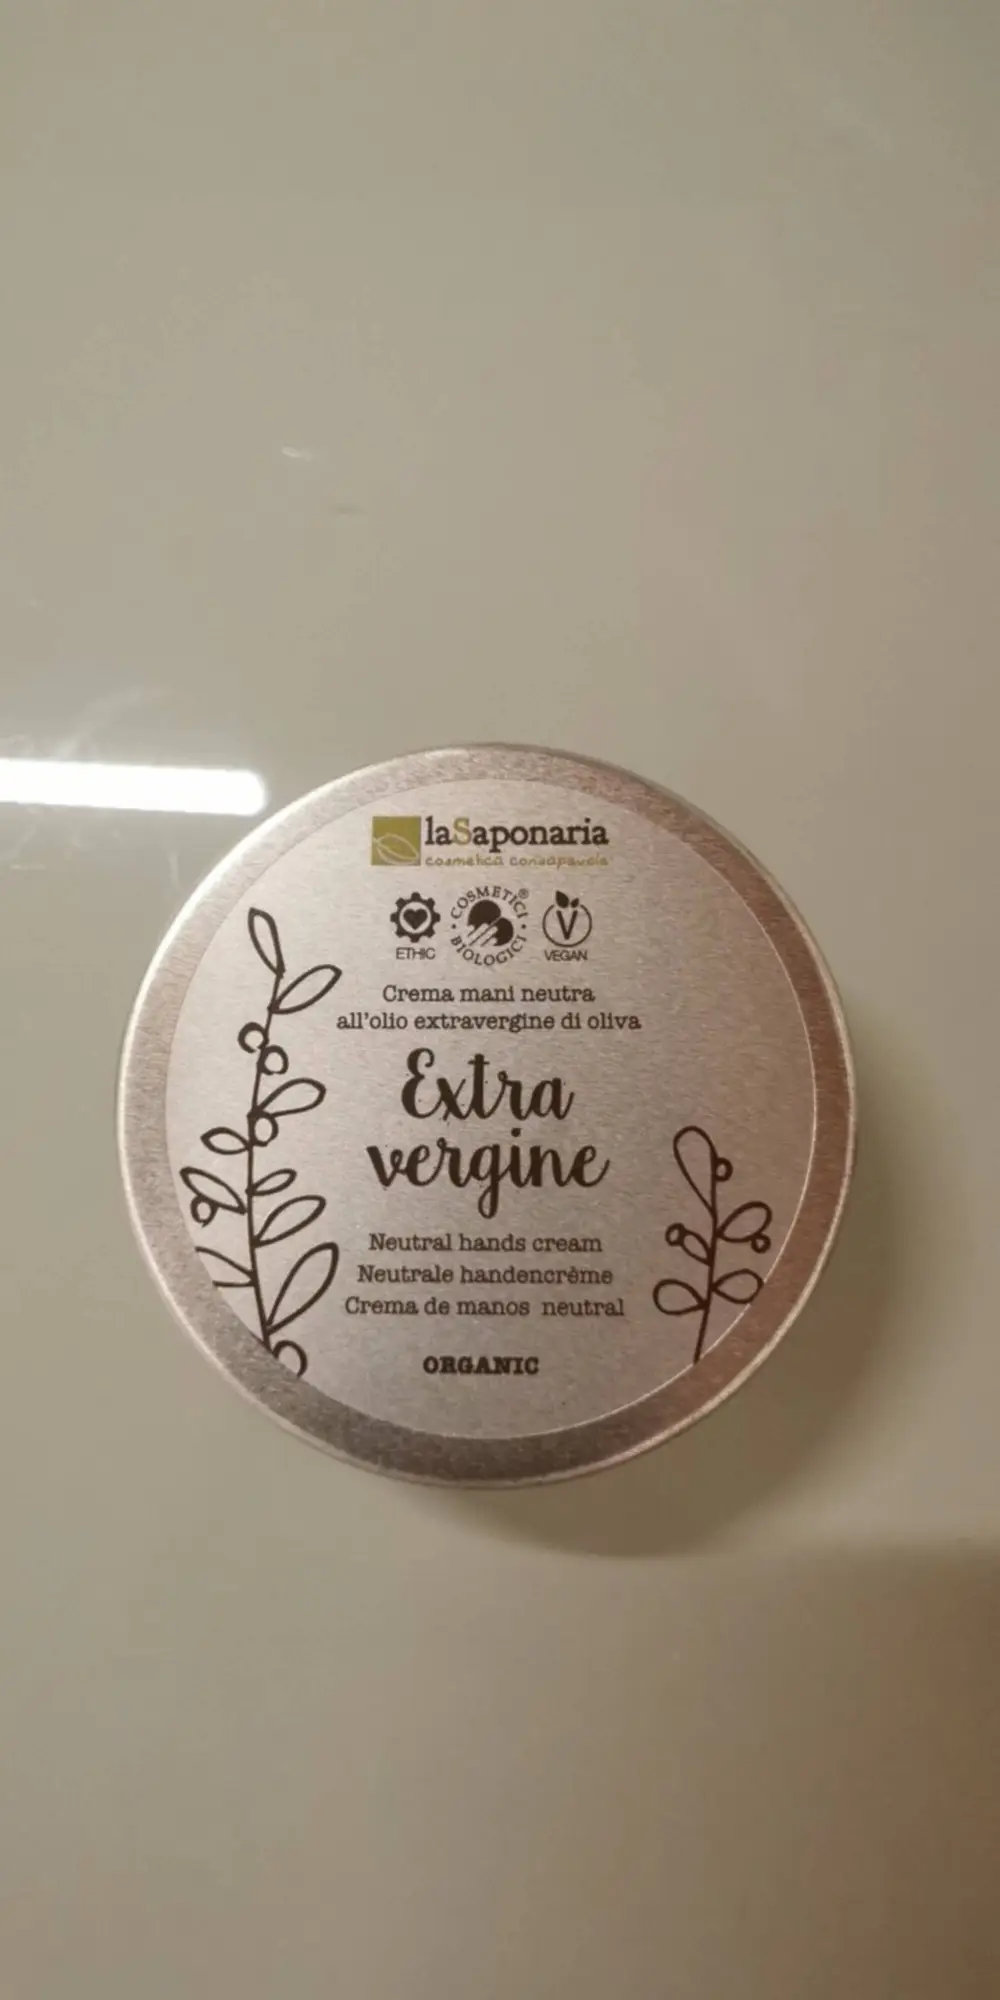 laSaponaria
cosmetica consapevole
ETHIC
COSMETICI®
BIOLOGICI
V
VEGAN
Crema mani neutra
all'olio extravergine di oliva
Extra
vergine
Neutral hands cream
Neutrale handencrème
Crema de manos neutral
ORGANIC